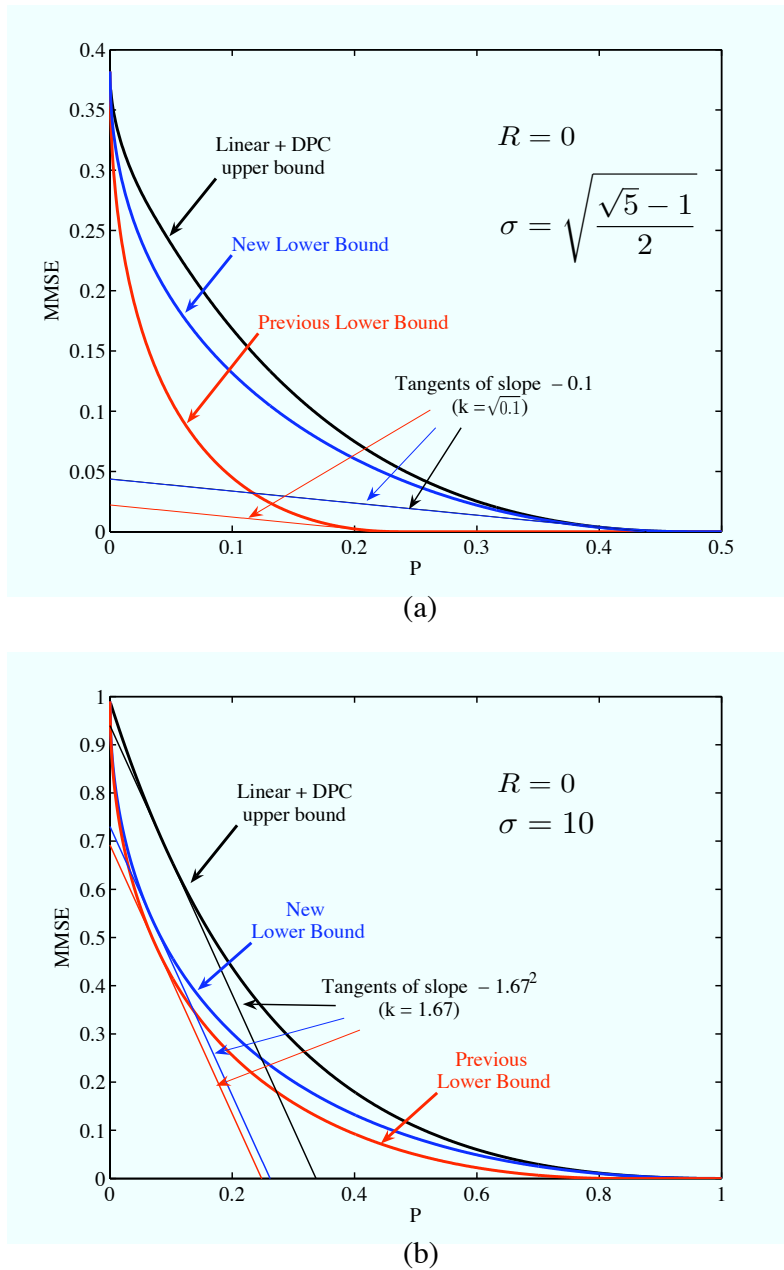 0.4
0.35
0.3
0.25
0.2
0.15
0.1
0.05
0
MMSE
Linear + DPC
upper bound
New Lower Bound
Previous Lower Bound
R = 0
σ = √((√5 − 1)/2)
Tangents of slope − 0.1
(k = √0.1)
0 0.1 0.2 0.3 0.4 0.5
P
(a)
1
0.9
0.8
0.7
0.6
0.5
0.4
0.3
0.2
0.1
0
MMSE
Linear + DPC
upper bound
R = 0
σ = 10
New
Lower Bound
Tangents of slope − 1.67²
(k = 1.67)
Previous
Lower Bound
0 0.2 0.4 0.6 0.8 1
P
(b)